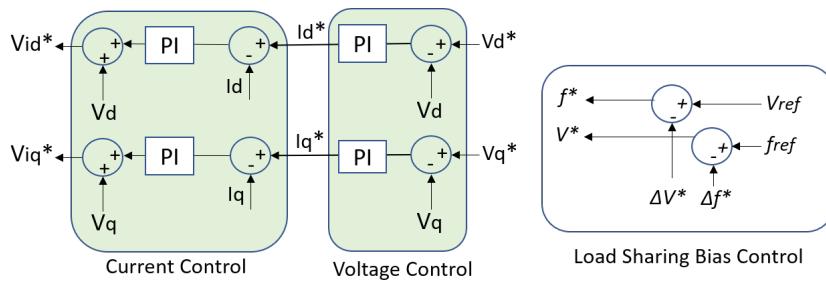 Vid* + + PI + - Id* PI + - Vd*
Vd Id Vd
Viq* + + PI + - Iq* PI + - Vq*
Vq Iq Vq
Current Control
Voltage Control
f* + - Vref
V* + - fref
ΔV* Δf*
Load Sharing Bias Control